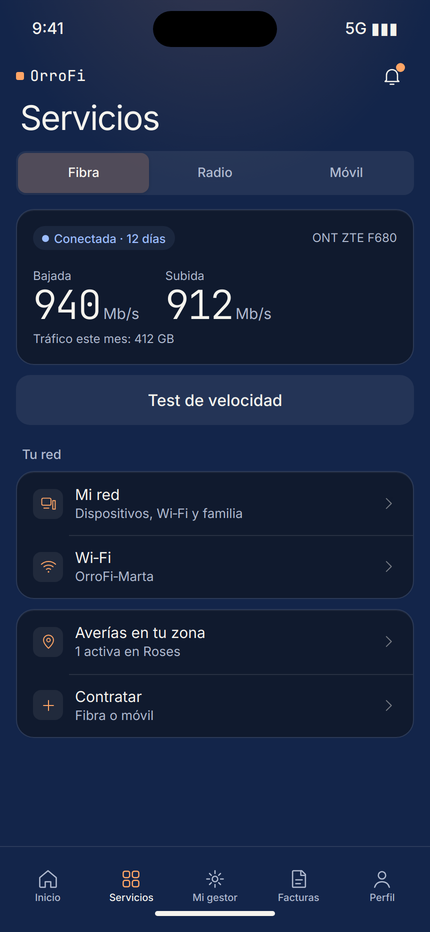 9:41
5G
OrroFi
Servicios
Fibra
Radio
Móvil
Conectada · 12 días
ONT ZTE F680
Bajada
Subida
940 Mb/s
912 Mb/s
Tráfico este mes: 412 GB
Test de velocidad
Tu red
Mi red
Dispositivos, Wi-Fi y familia
Wi-Fi
OrroFi-Marta
Averías en tu zona
1 activa en Roses
Contratar
Fibra o móvil
Inicio
Servicios
Mi gestor
Facturas
Perfil